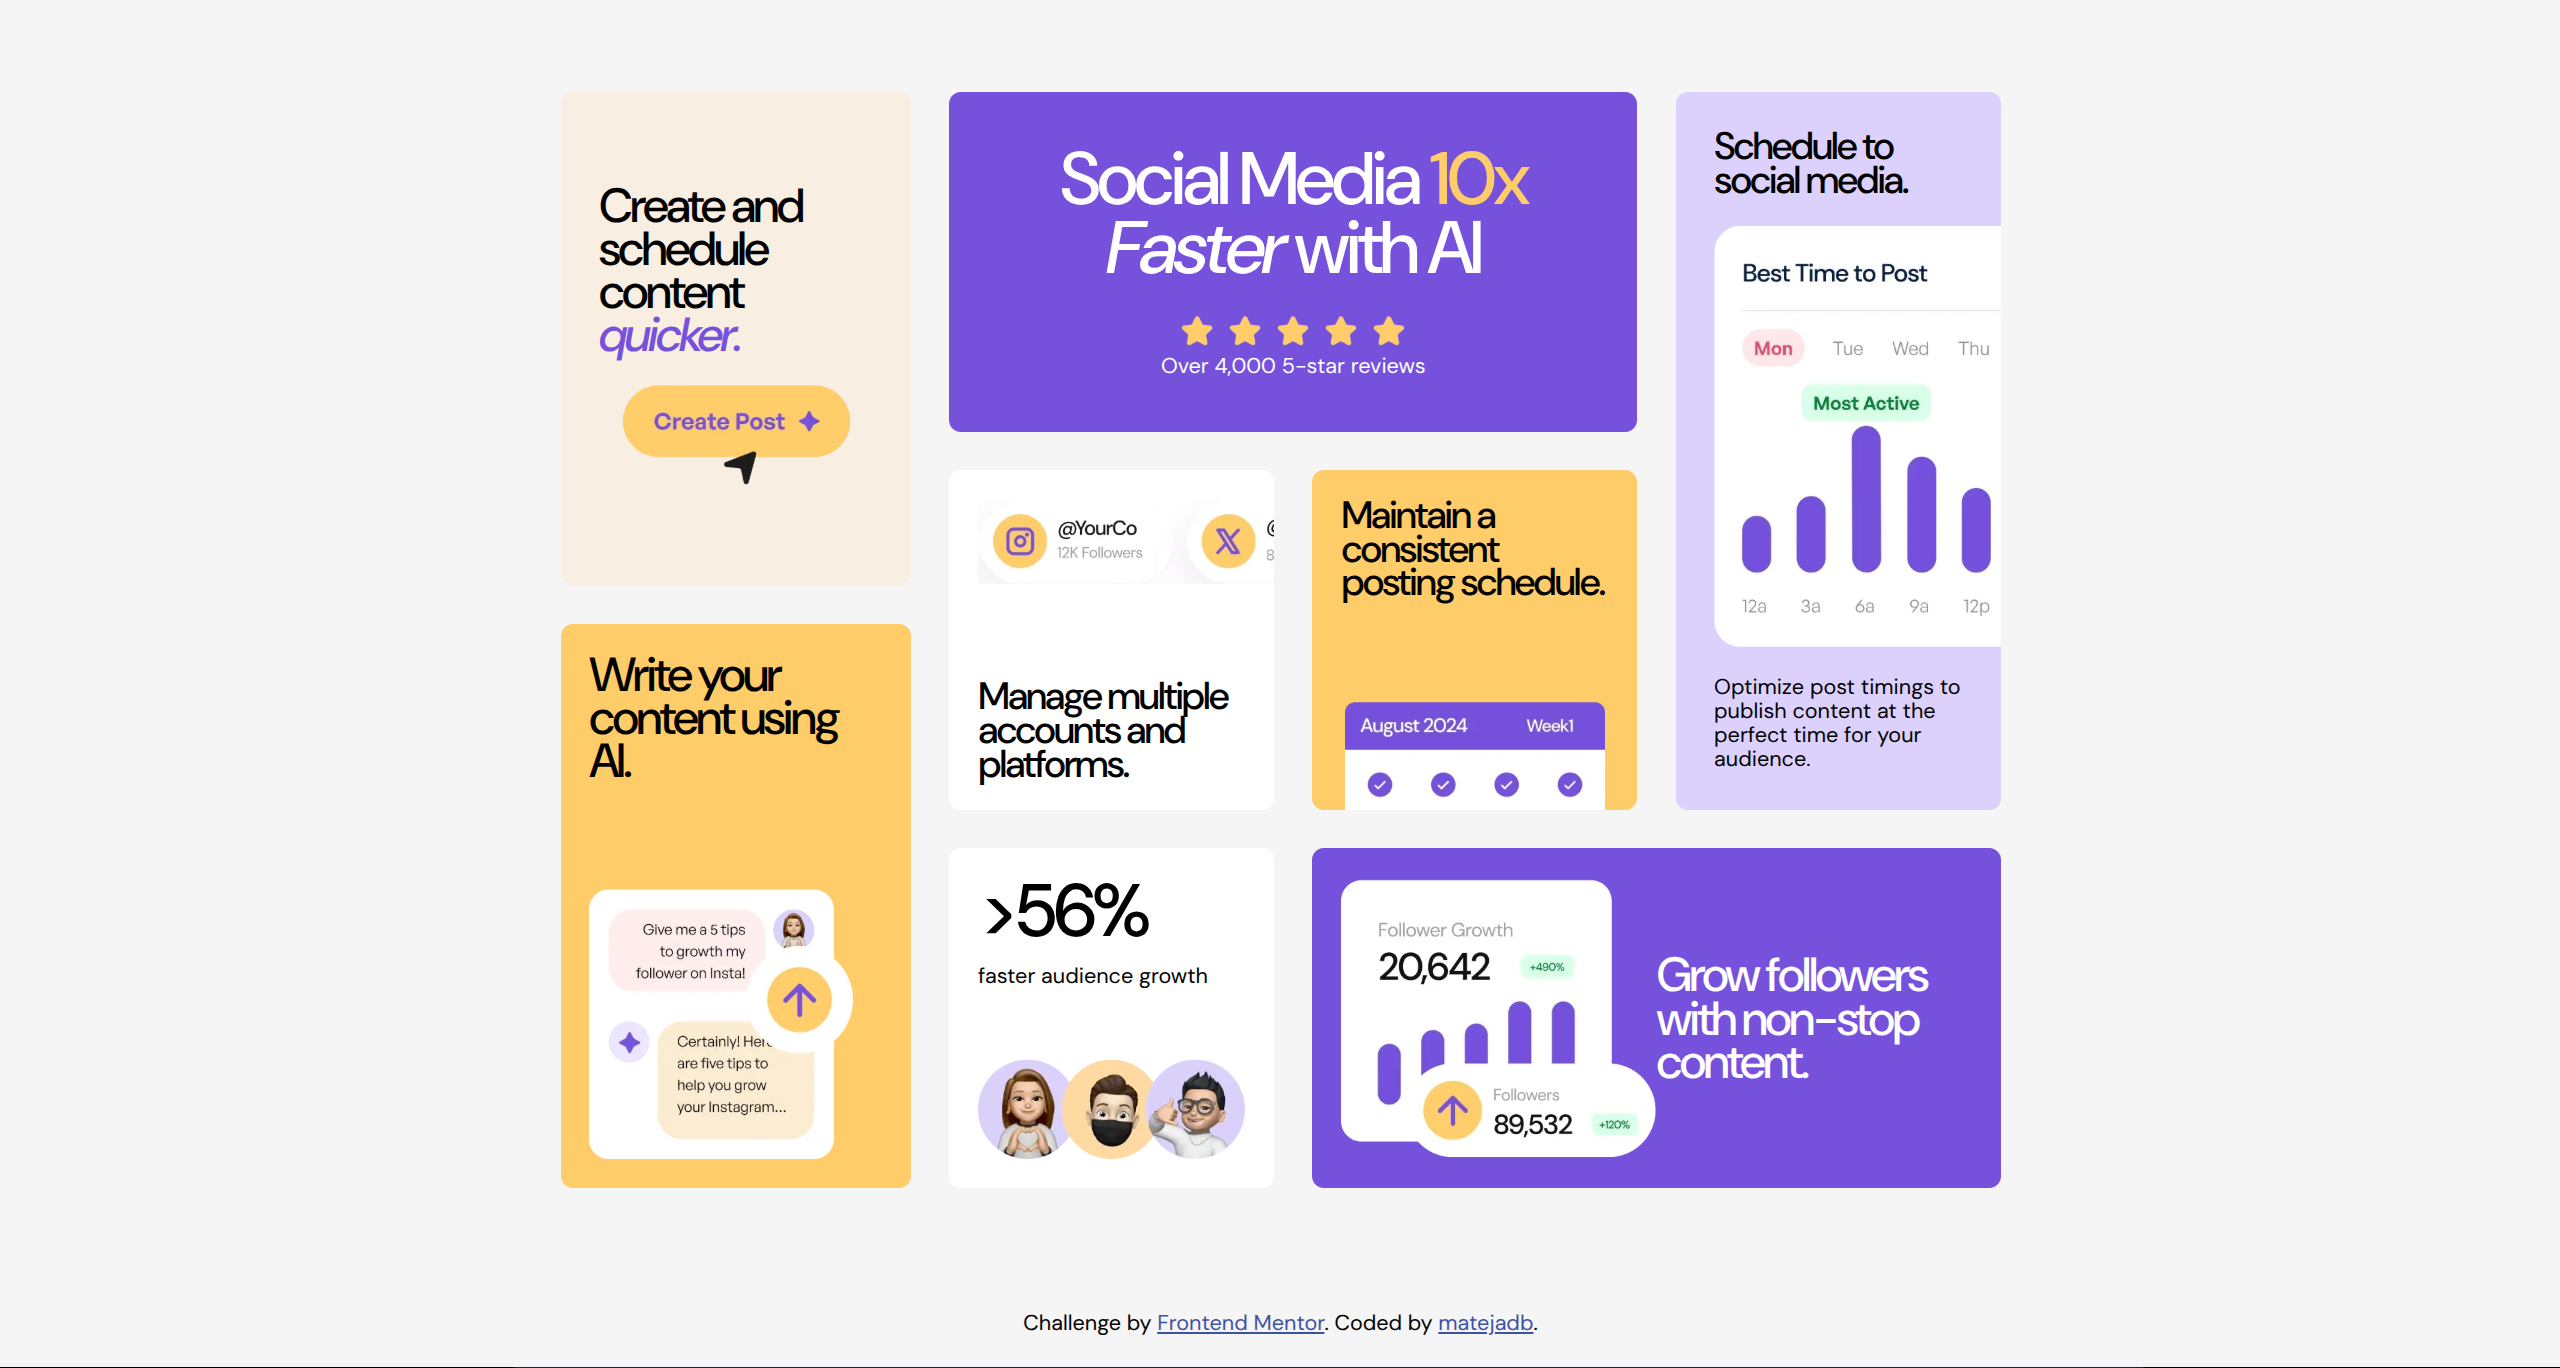 Create and
schedule
content
quicker.
Create Post
Write your
content using
AI.
Give me a 5 tips
to growth my
follower on Insta!
Certainly!
are five tips to
help you grow
your Instagram...
Social Media 10x
Faster with AI
Over 4,000 5-star reviews
@YourCo
12K Followers
Manage multiple
accounts and
platforms.
Maintain a
consistent
posting schedule.
August 2024 Week1
>56%
faster audience growth
Schedule to
social media.
Best Time to Post
Mon Tue Wed Thu
Most Active
12a 3a 6a 9a 12p
Optimize post timings to
publish content at the
perfect time for your
audience.
Follower Growth
20,642 +490%
Followers
89,532 +120%
Grow followers
with non-stop
content.
Challenge by Frontend Mentor. Coded by matejadb.